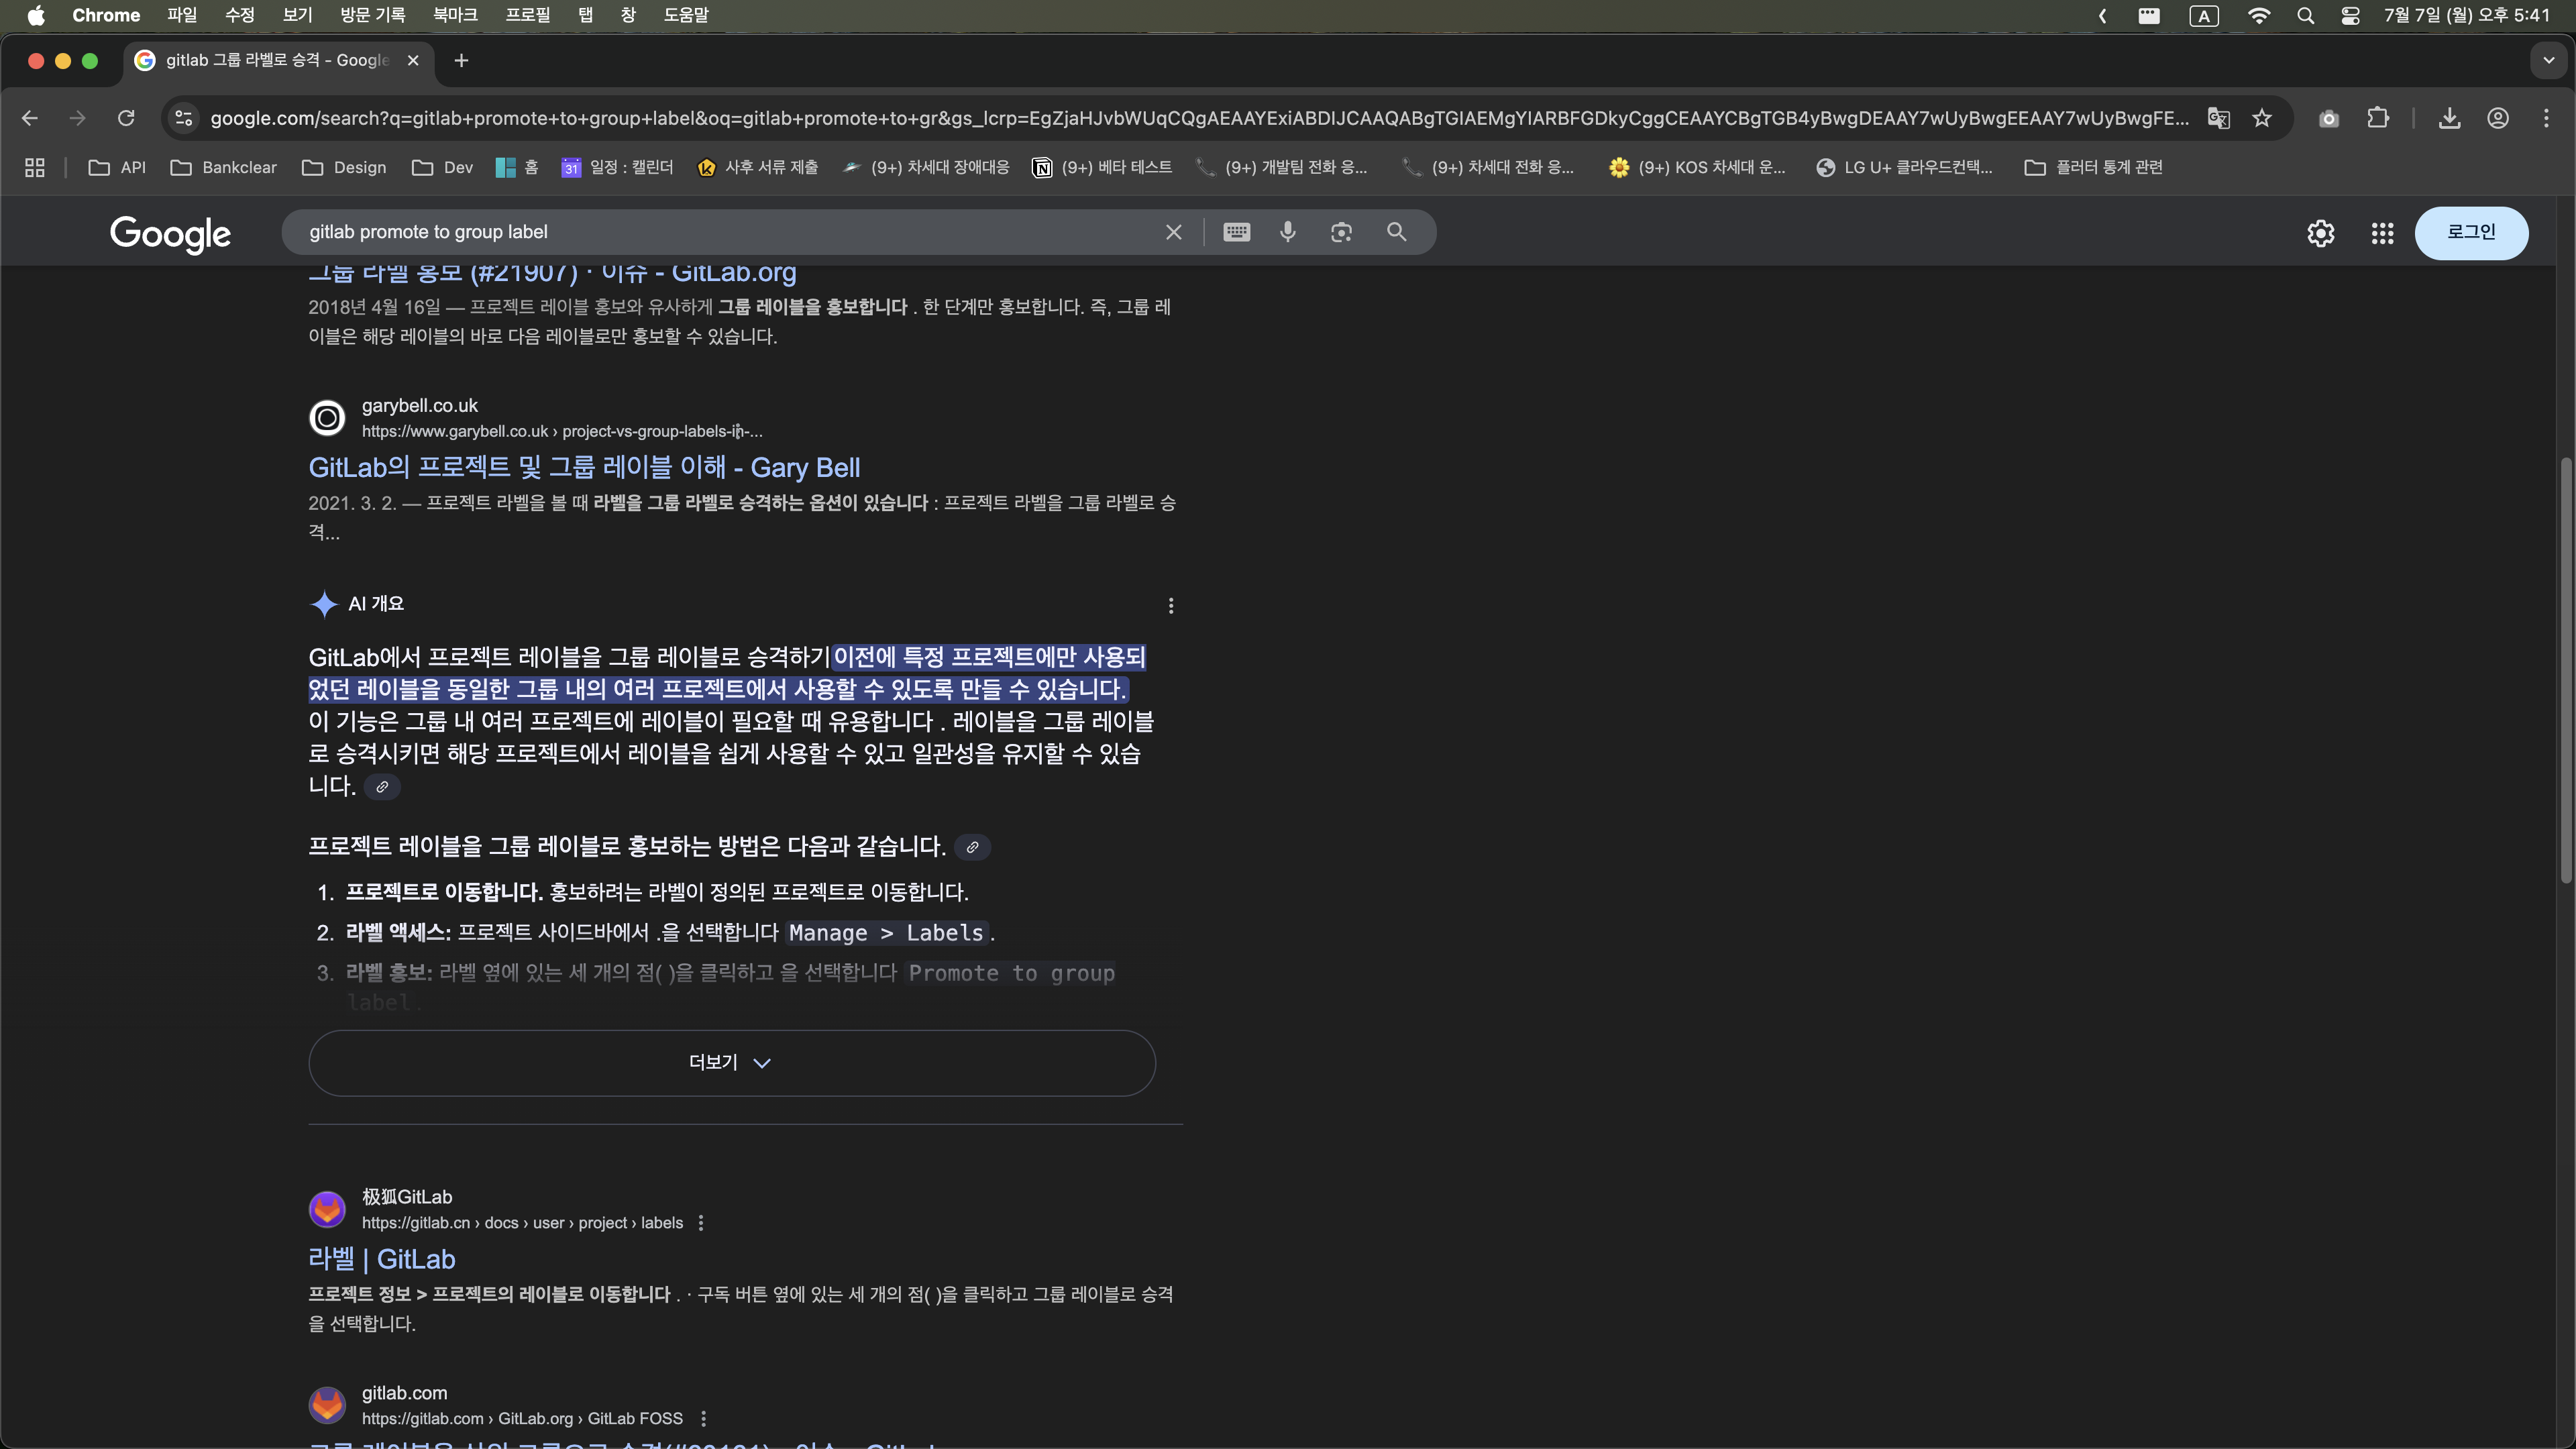 Chrome 파일 수정 보기 방문 기록 북마크 프로필 탭 창 도움말
A 7월 7일 (월) 오후 5:41
gitlab 그룹 라벨로 승격 - Google
google.com/search?q=gitlab+promote+to+group+label&oq=gitlab+promote+to+gr&gs_lcrp=EgZjaHJvbWUqCQgAEAAYExiABDIJCAAQABgTGIAEMgYIARBFGDkyCggCEAAYCBgTGB4yBwgDEAAY7wUyBwgEEAAY7wUyBwgFE...
API Bankclear Design Dev 홈 31 일정 : 캘린더 사후 서류 제출 (9+) 차세대 장애대응 (9+) 베타 테스트 (9+) 개발팀 전화 응... (9+) 차세대 전화 응... (9+) KOS 차세대 운... LG U+ 클라우드컨택... 플러터 통계 관련
Google gitlab promote to group label 로그인
그룹 라벨 홍보 (#21907) · 이슈 - GitLab.org
2018년 4월 16일 — 프로젝트 레이블 홍보와 유사하게 그룹 레이블을 홍보합니다 . 한 단계만 홍보합니다. 즉, 그룹 레
이블은 해당 레이블의 바로 다음 레이블로만 홍보할 수 있습니다.
garybell.co.uk
https://www.garybell.co.uk › project-vs-group-labels-in-...
GitLab의 프로젝트 및 그룹 레이블 이해 - Gary Bell
2021. 3. 2. — 프로젝트 라벨을 볼 때 라벨을 그룹 라벨로 승격하는 옵션이 있습니다 : 프로젝트 라벨을 그룹 라벨로 승
격...
AI 개요
GitLab에서 프로젝트 레이블을 그룹 레이블로 승격하기이전에 특정 프로젝트에만 사용되
었던 레이블을 동일한 그룹 내의 여러 프로젝트에서 사용할 수 있도록 만들 수 있습니다.
이 기능은 그룹 내 여러 프로젝트에 레이블이 필요할 때 유용합니다 . 레이블을 그룹 레이블
로 승격시키면 해당 프로젝트에서 레이블을 쉽게 사용할 수 있고 일관성을 유지할 수 있습
니다.
프로젝트 레이블을 그룹 레이블로 홍보하는 방법은 다음과 같습니다.
1. 프로젝트로 이동합니다. 홍보하려는 라벨이 정의된 프로젝트로 이동합니다.
2. 라벨 액세스: 프로젝트 사이드바에서 .을 선택합니다 Manage > Labels .
3. 라벨 홍보: 라벨 옆에 있는 세 개의 점( )을 클릭하고 을 선택합니다 Promote to group
label .
더보기
极狐GitLab
https://gitlab.cn › docs › user › project › labels
라벨 | GitLab
프로젝트 정보 > 프로젝트의 레이블로 이동합니다 . · 구독 버튼 옆에 있는 세 개의 점( )을 클릭하고 그룹 레이블로 승격
을 선택합니다.
gitlab.com
https://gitlab.com › GitLab.org › GitLab FOSS